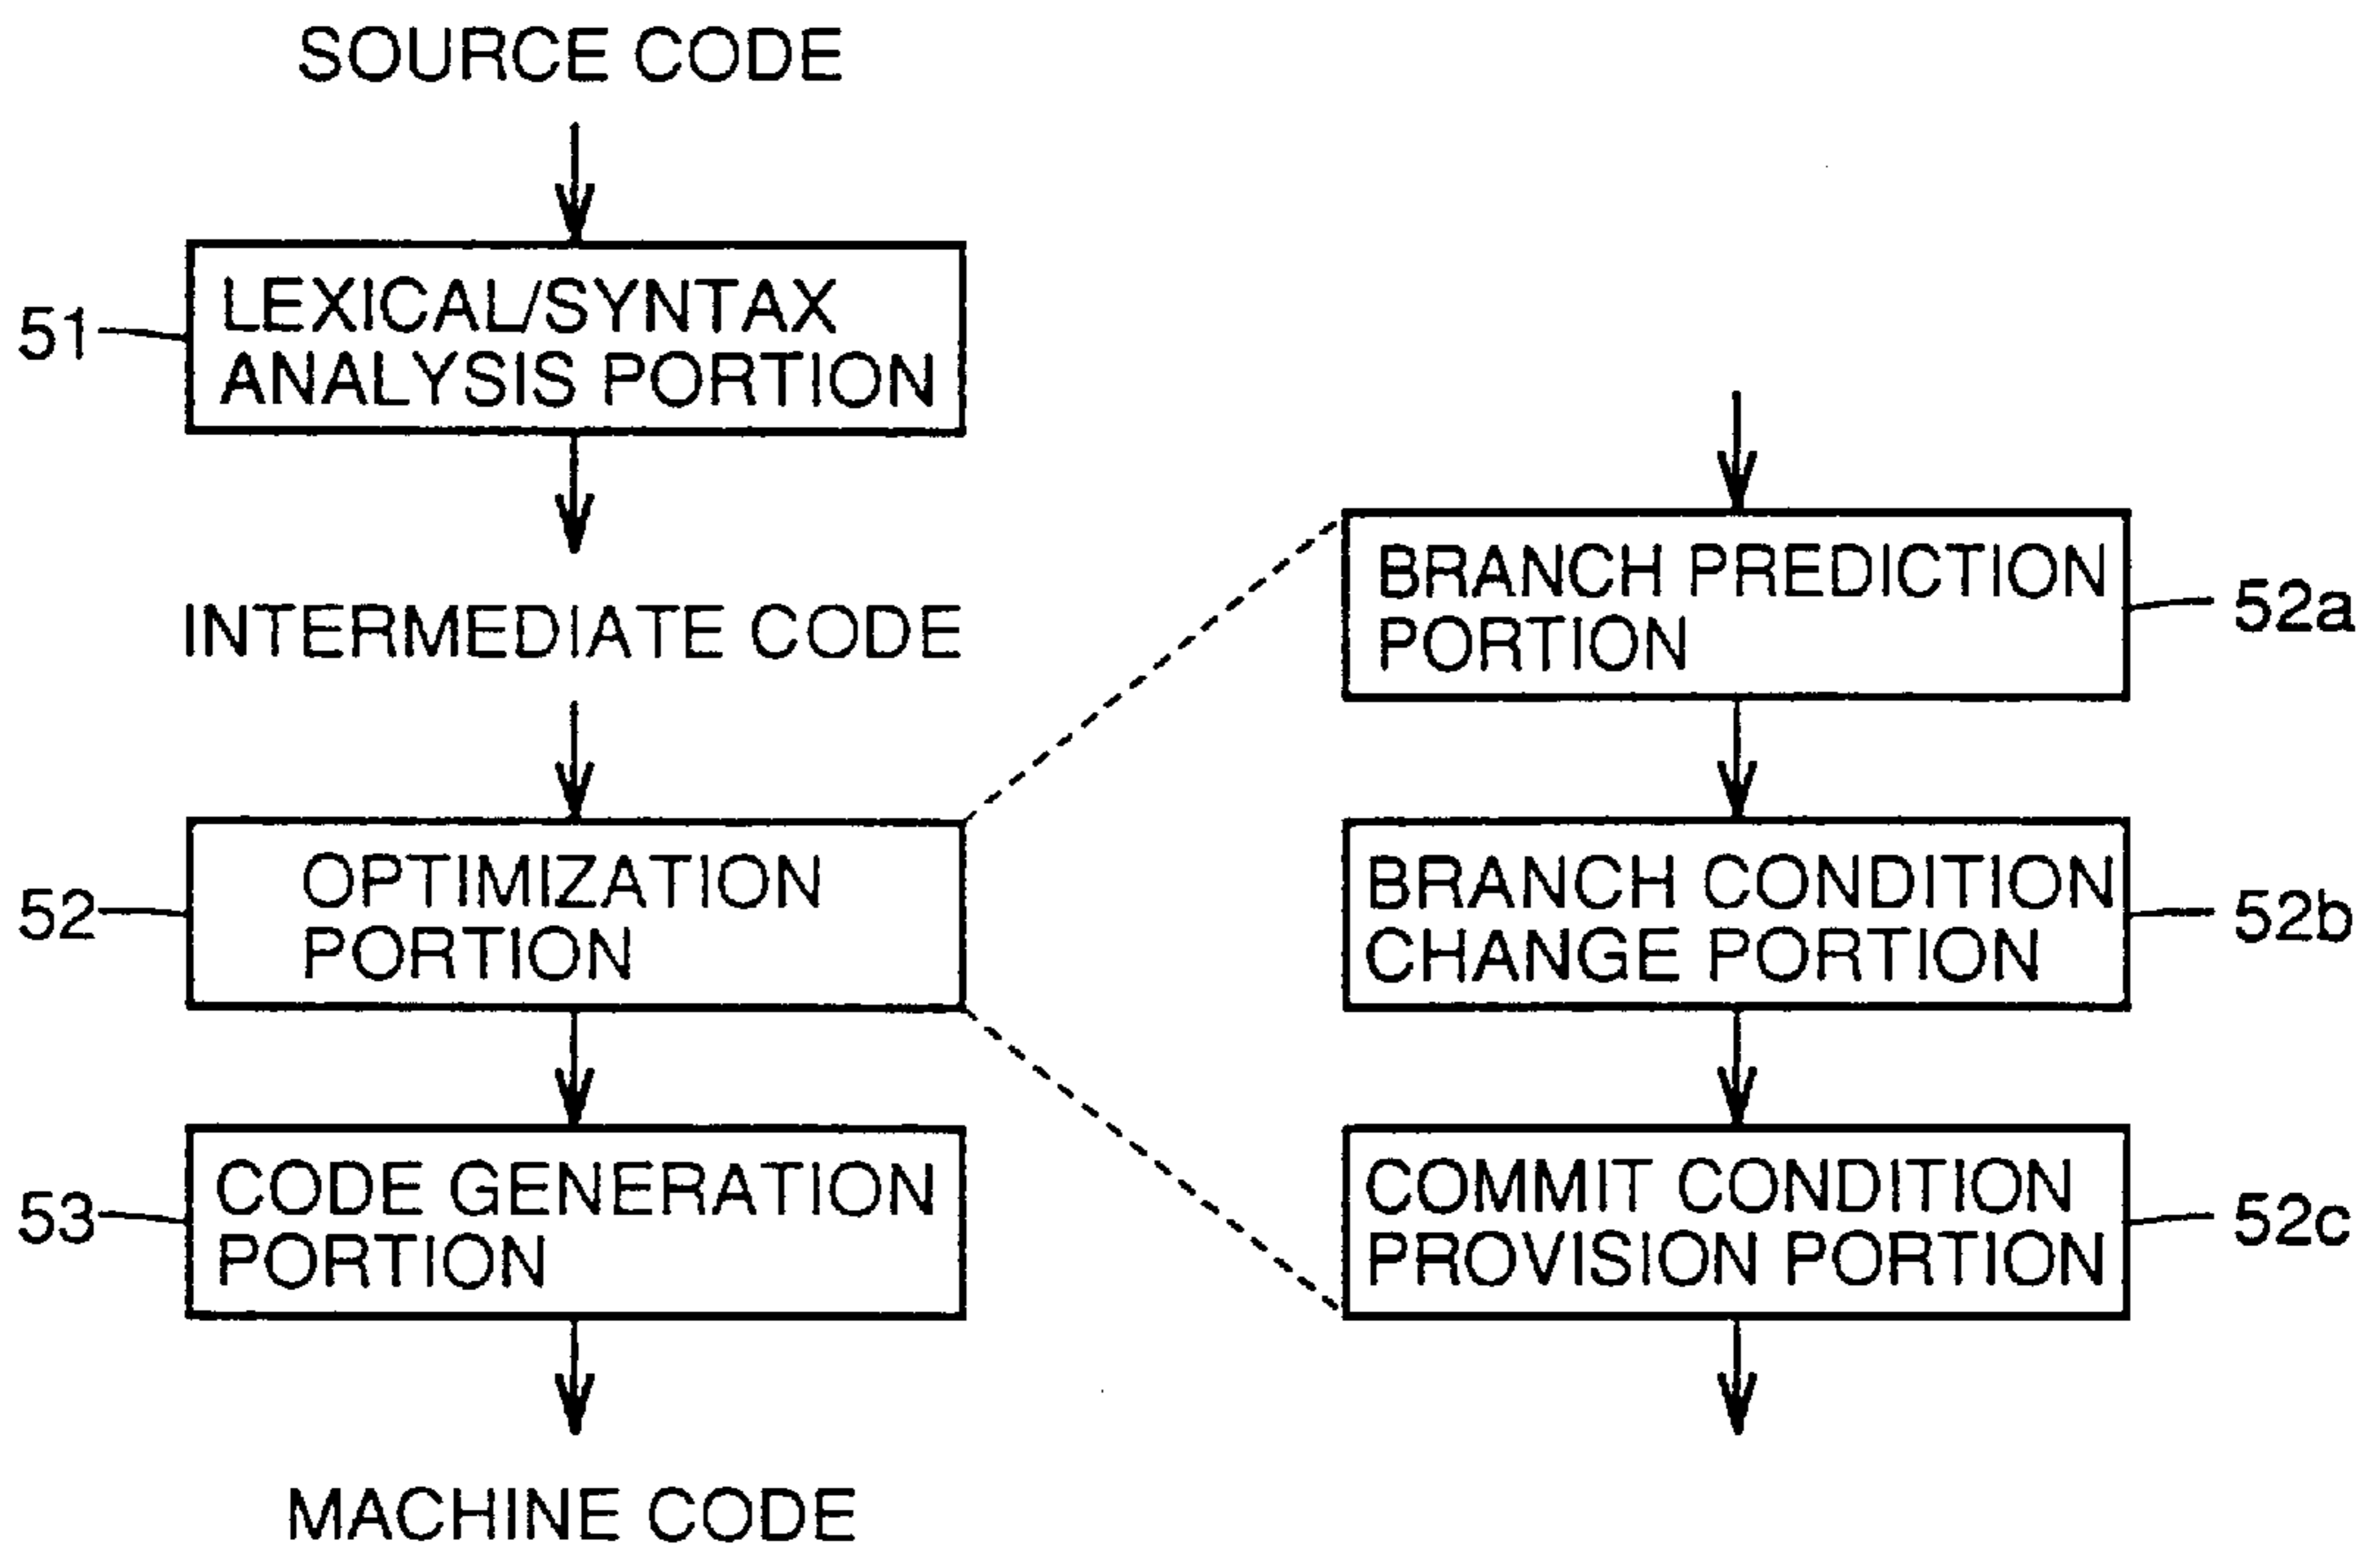 SOURCE CODE
51
LEXICAL/SYNTAX
ANALYSIS PORTION
INTERMEDIATE CODE
52
OPTIMIZATION
PORTION
53
CODE GENERATION
PORTION
MACHINE CODE
BRANCH PREDICTION
PORTION
52a
BRANCH CONDITION
CHANGE PORTION
52b
COMMIT CONDITION
PROVISION PORTION
52c